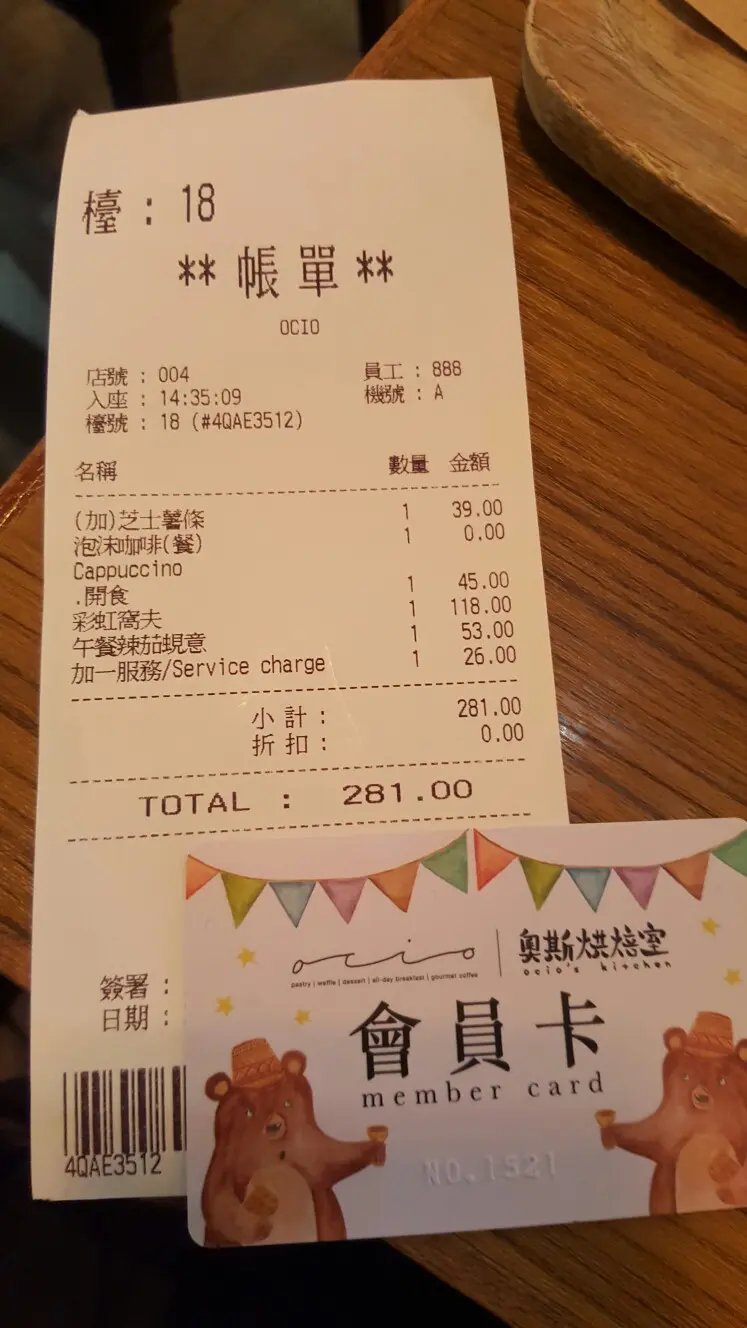 檯 : 18
** 帳單 **
OCIO
店號 : 004 員工 : 888
入座 : 14:35:09 機號 : A
檯號 : 18 (#4QAE3512)
名稱 數量 金額
(加)芝士薯條 1 39.00
泡沫咖啡(餐) 1 0.00
Cappuccino
.開食 1 45.00
彩虹窩夫 1 118.00
午餐辣茄蜆意 1 53.00
加一服務/Service charge 1 26.00
小計 : 281.00
折扣 : 0.00
TOTAL : 281.00
簽署 :
日期 :
4QAE3512
ocio | 奧斯烘焙室
pastry | waffle | dessert | all-day breakfast | gourmet coffee
ocio's kitchen
會員卡
member card
NO.1521